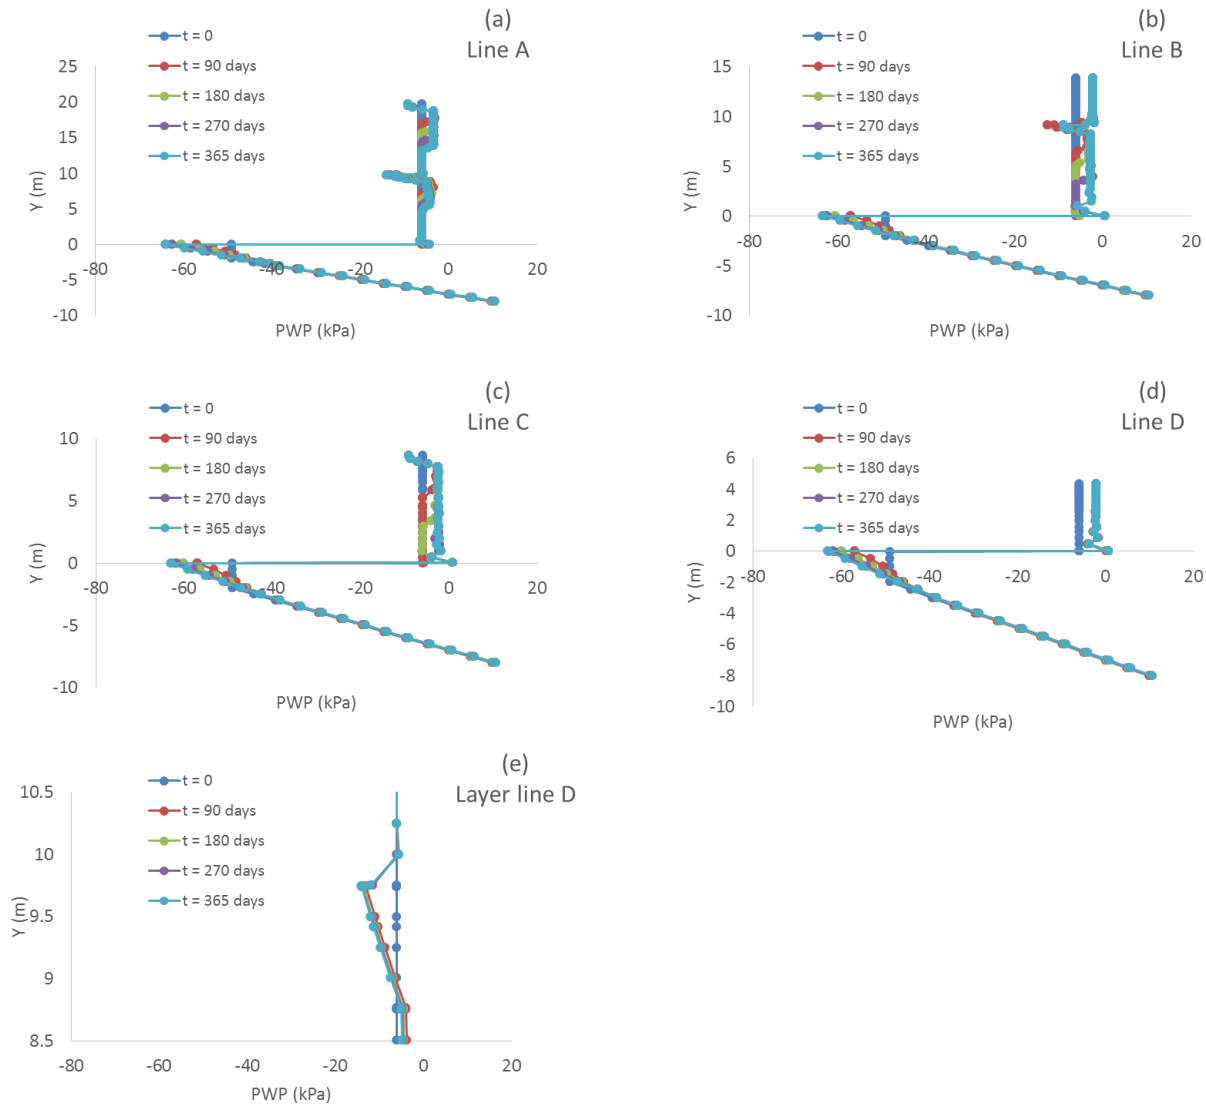 (a)
Line A
t = 0
t = 90 days
t = 180 days
t = 270 days
t = 365 days
25
20
15
10
5
0
-5
-10
-80
-60
-40
-20
0
20
Y (m)
PWP (kPa)
(b)
Line B
t = 0
t = 90 days
t = 180 days
t = 270 days
t = 365 days
15
10
5
0
-5
-10
-80
-60
-40
-20
0
20
Y (m)
PWP (kPa)
(c)
Line C
t = 0
t = 90 days
t = 180 days
t = 270 days
t = 365 days
10
5
0
-5
-10
-80
-60
-40
-20
0
20
Y (m)
PWP (kPa)
(d)
Line D
t = 0
t = 90 days
t = 180 days
t = 270 days
t = 365 days
6
4
2
0
-2
-4
-6
-8
-10
-80
-60
-40
-20
0
20
Y (m)
PWP (kPa)
(e)
Layer line D
t = 0
t = 90 days
t = 180 days
t = 270 days
t = 365 days
10.5
10
9.5
9
8.5
-80
-60
-40
-20
0
20
Y (m)
PWP (kPa)